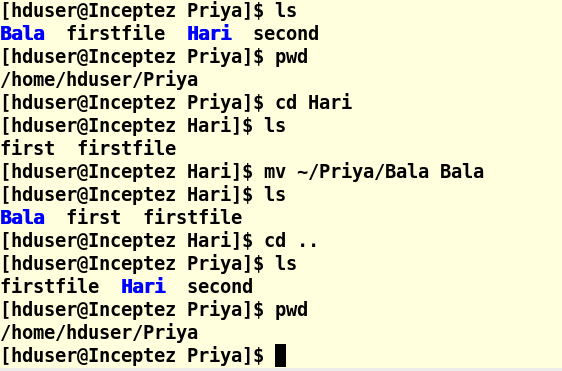 [hduser@Inceptez Priya]$ ls
Bala  firstfile  Hari  second
[hduser@Inceptez Priya]$ pwd
/home/hduser/Priya
[hduser@Inceptez Priya]$ cd Hari
[hduser@Inceptez Hari]$ ls
first  firstfile
[hduser@Inceptez Hari]$ mv ~/Priya/Bala Bala
[hduser@Inceptez Hari]$ ls
Bala  first  firstfile
[hduser@Inceptez Hari]$ cd ..
[hduser@Inceptez Priya]$ ls
firstfile  Hari  second
[hduser@Inceptez Priya]$ pwd
/home/hduser/Priya
[hduser@Inceptez Priya]$